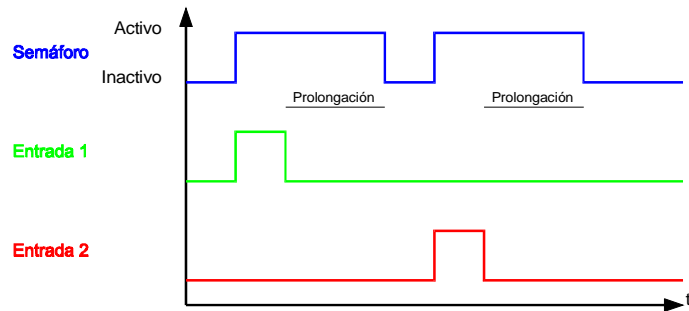 Activo
Semáforo
Inactivo
Prolongación Prolongación
Entrada 1
Entrada 2
t